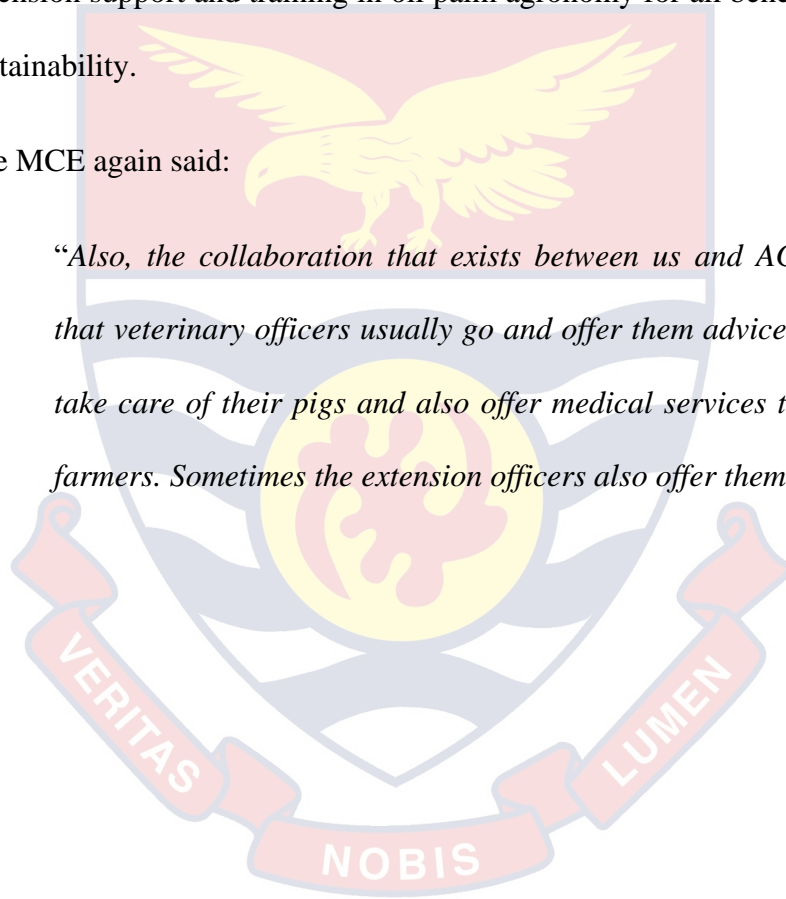 ension support and training in oil palm agronomy for all bene
tainability.
e MCE again said:
“Also, the collaboration that exists between us and AG
that veterinary officers usually go and offer them advice
take care of their pigs and also offer medical services t
farmers. Sometimes the extension officers also offer them
VERITAS
NOBIS
LUMEN